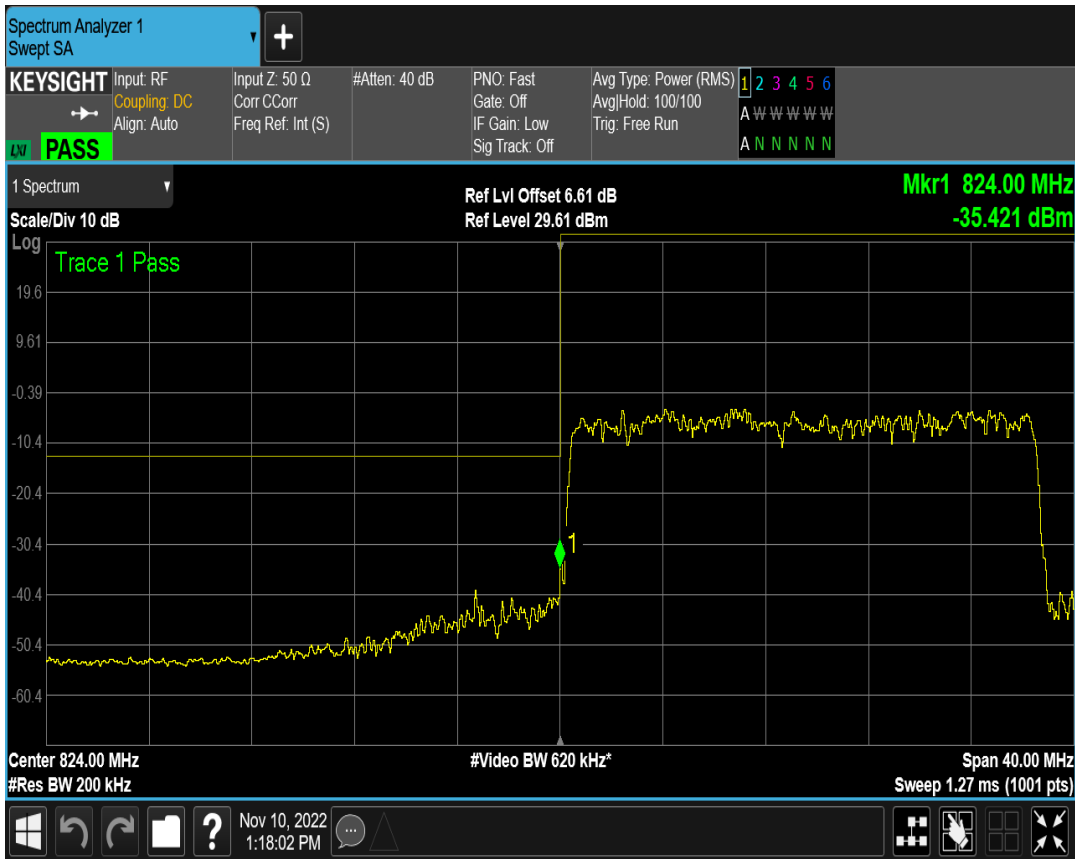 Spectrum Analyzer 1
Swept SA
+
KEYSIGHT
LXI PASS
Input: RF
Coupling: DC
Align: Auto
Input Z: 50 Ω
Corr CCorr
Freq Ref: Int (S)
#Atten: 40 dB
PNO: Fast
Gate: Off
IF Gain: Low
Sig Track: Off
Avg Type: Power (RMS)
Avg|Hold: 100/100
Trig: Free Run
1 2 3 4 5 6
A W W W W W
A N N N N N
1 Spectrum
Scale/Div 10 dB
Ref Lvl Offset 6.61 dB
Ref Level 29.61 dBm
Mkr1 824.00 MHz
-35.421 dBm
Log
Trace 1 Pass
19.6
9.61
-0.39
-10.4
-20.4
-30.4
-40.4
-50.4
-60.4
1
Center 824.00 MHz
#Res BW 200 kHz
#Video BW 620 kHz*
Span 40.00 MHz
Sweep 1.27 ms (1001 pts)
?
Nov 10, 2022
1:18:02 PM